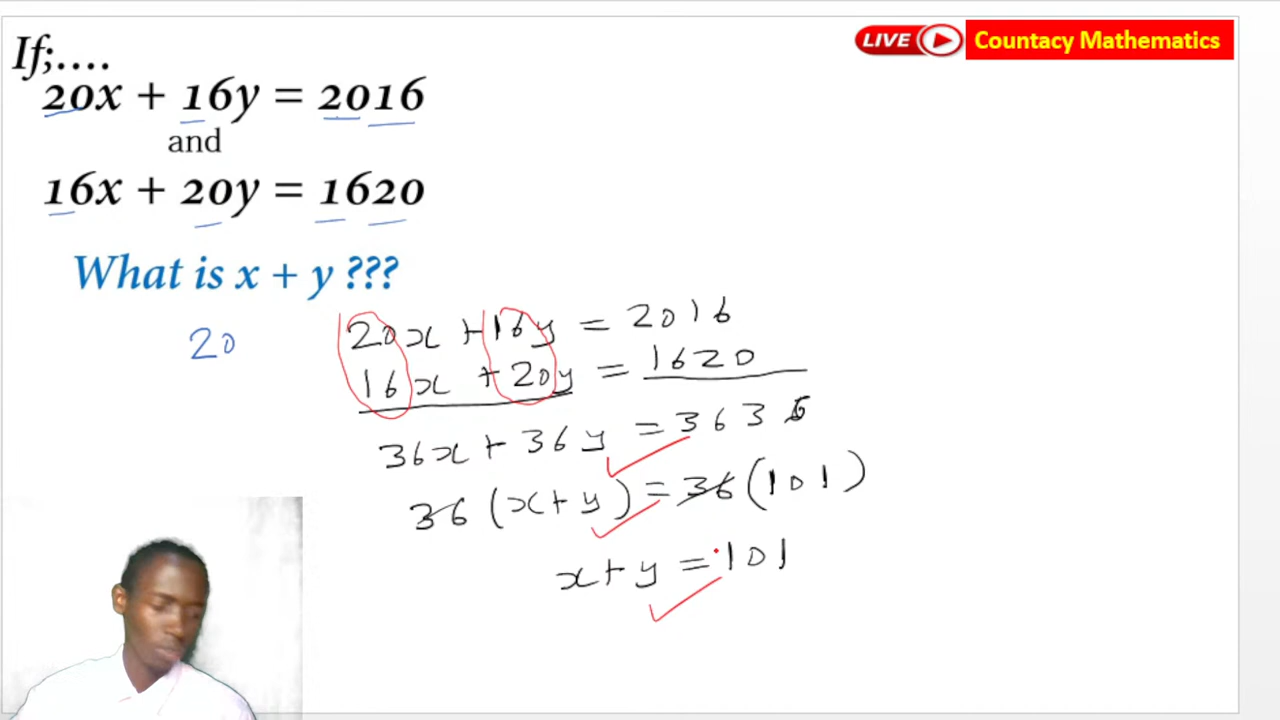 If;....
LIVE Countacy Mathematics
20x + 16y = 2016
and
16x + 20y = 1620
What is x + y ???
20
20x + 16y = 2016
16x + 20y = 1620
36x + 36y = 3636
36(x+y) = 36(101)
x+y = 101